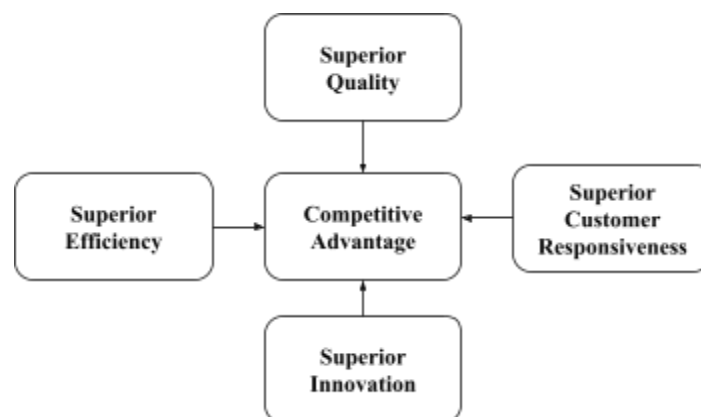 Superior
Quality
Superior
Efficiency
Competitive
Advantage
Superior
Customer
Responsiveness
Superior
Innovation